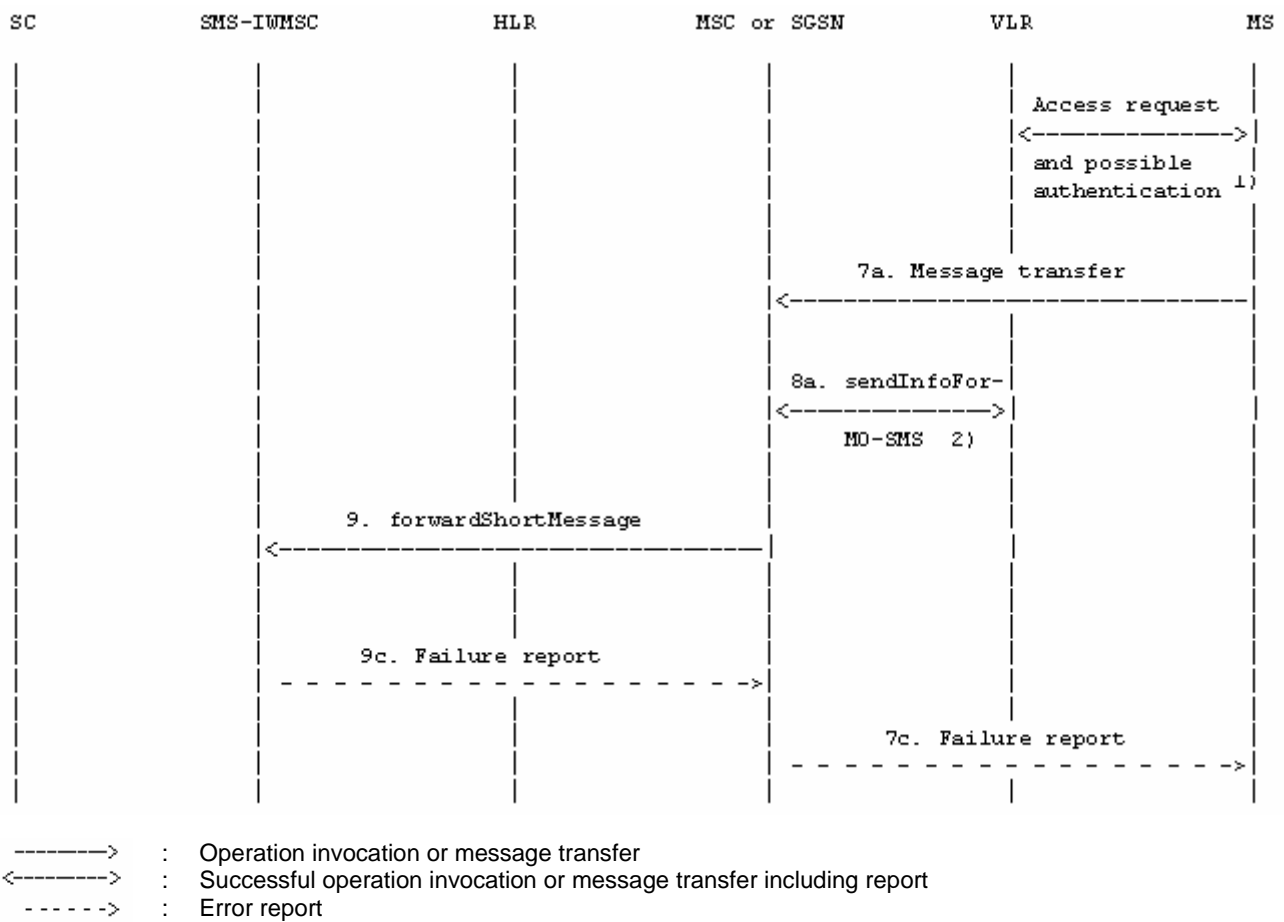 SC SMS-IWMSC HLR MSC or SGSN VLR MS
Access request
and possible
authentication 1)
7a. Message transfer
8a. sendInfoFor-
MO-SMS 2)
9. forwardShortMessage
9c. Failure report
7c. Failure report
: Operation invocation or message transfer
: Successful operation invocation or message transfer including report
: Error report